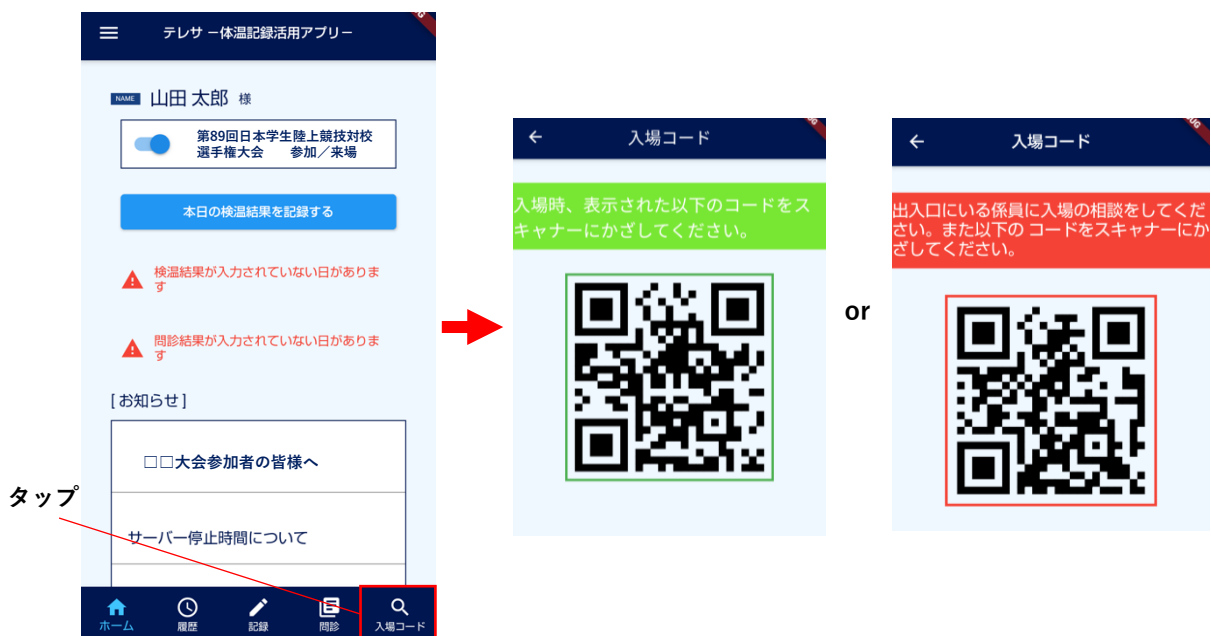 テレサ −体温記録活用アプリ−
NAME 山田 太郎 様
第89回日本学生陸上競技対校
選手権大会 参加／来場
本日の検温結果を記録する
検温結果が入力されていない日がありま
す
問診結果が入力されていない日がありま
す
[ お知らせ ]
□□大会参加者の皆様へ
サーバー停止時間について
タップ
ホーム
履歴
記録
問診
入場コード
入場コード
入場時、表示された以下のコードをス
キャナーにかざしてください。
or
入場コード
出入口にいる係員に入場の相談をしてくだ
さい。また以下の コードをスキャナーにか
ざしてください。